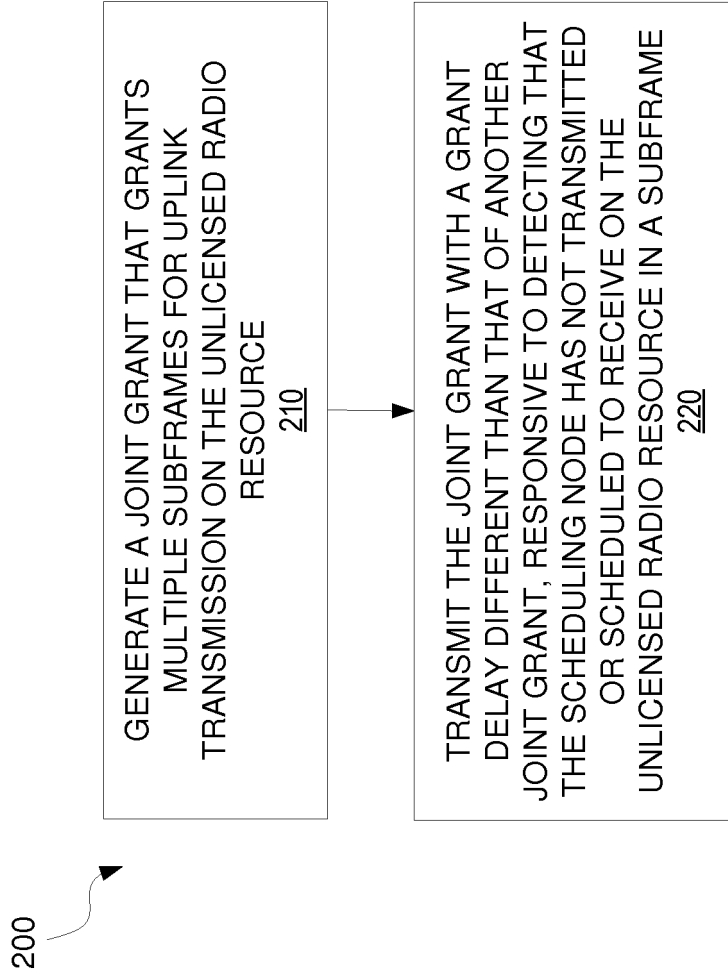 200
GENERATE A JOINT GRANT THAT GRANTS
MULTIPLE SUBFRAMES FOR UPLINK
TRANSMISSION ON THE UNLICENSED RADIO
RESOURCE
210
TRANSMIT THE JOINT GRANT WITH A GRANT
DELAY DIFFERENT THAN THAT OF ANOTHER
JOINT GRANT, RESPONSIVE TO DETECTING THAT
THE SCHEDULING NODE HAS NOT TRANSMITTED
OR SCHEDULED TO RECEIVE ON THE
UNLICENSED RADIO RESOURCE IN A SUBFRAME
220